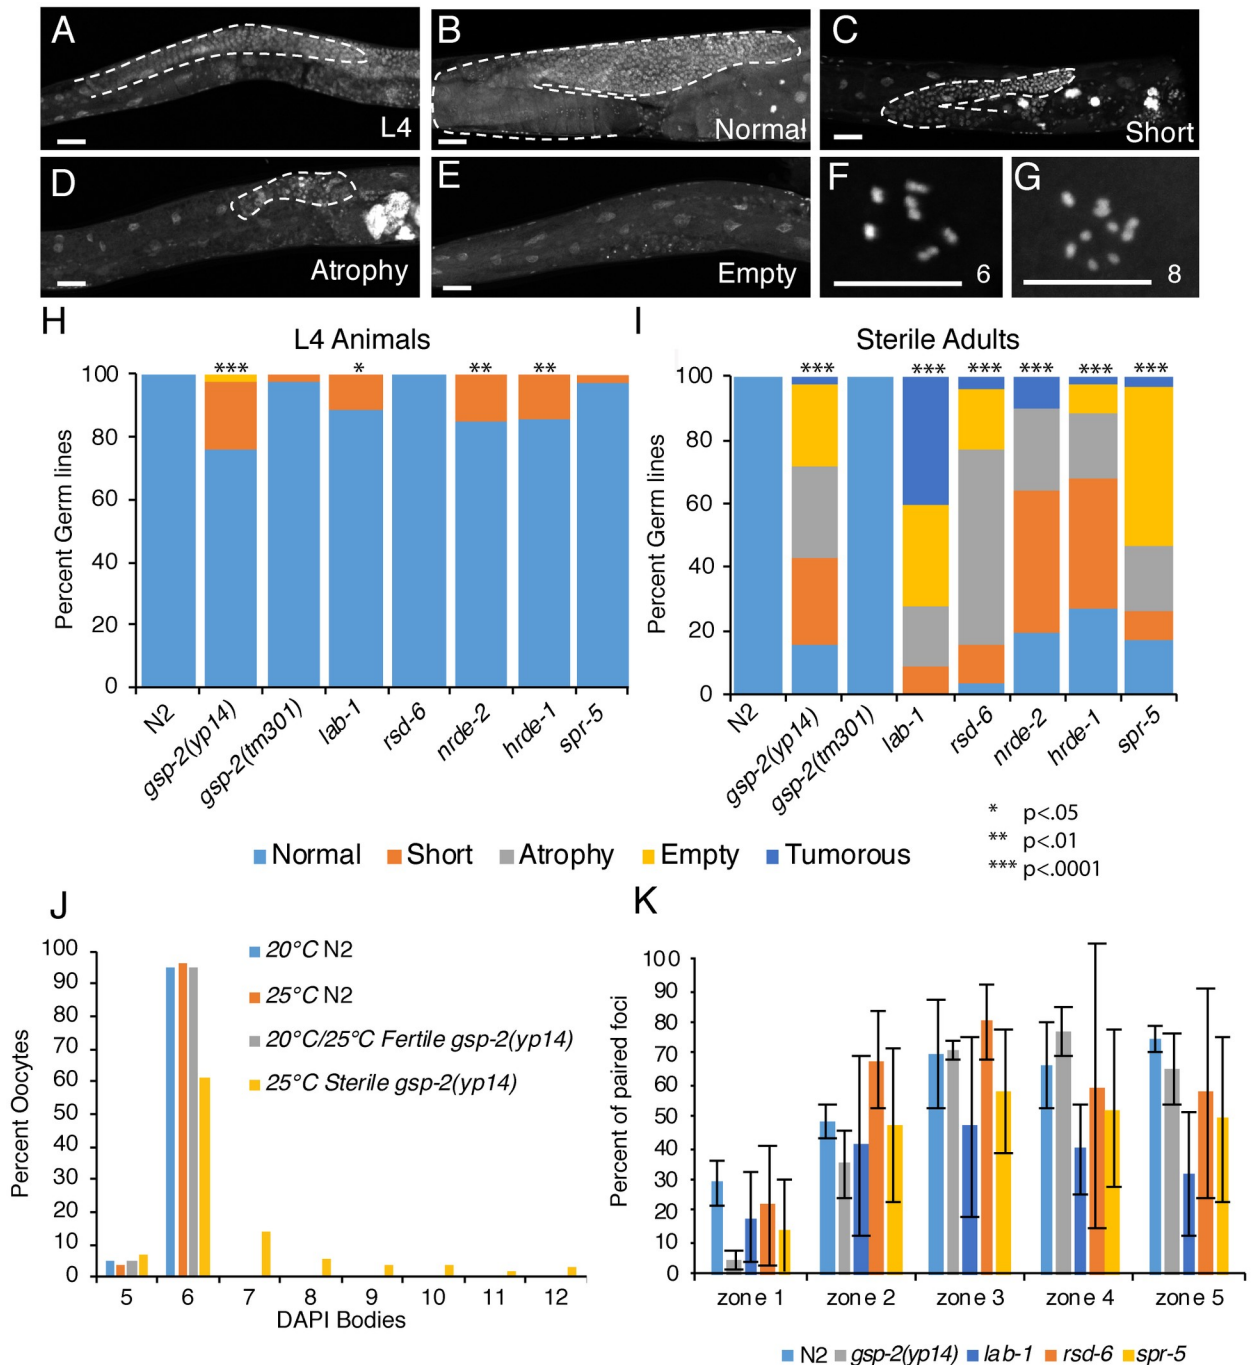 A
L4
B
Normal
C
Short
D
Atrophy
E
Empty
F
6
G
8
H
L4 Animals
Percent Germ lines
100
80
60
40
20
0
***
*
**
**
N2
gsp-2(yp14)
gsp-2(tm301)
lab-1
rsd-6
nrde-2
hrde-1
spr-5
I
Sterile Adults
Percent Germ lines
100
80
60
40
20
0
***
***
***
***
***
***
N2
gsp-2(yp14)
gsp-2(tm301)
lab-1
rsd-6
nrde-2
hrde-1
spr-5
* p<.05
** p<.01
*** p<.0001
Normal Short Atrophy Empty Tumorous
J
Percent Oocytes
100
90
80
70
60
50
40
30
20
10
0
20°C N2
25°C N2
20°C/25°C Fertile gsp-2(yp14)
25°C Sterile gsp-2(yp14)
5 6 7 8 9 10 11 12
DAPI Bodies
K
Percent of paired foci
100
90
80
70
60
50
40
30
20
10
0
zone 1 zone 2 zone 3 zone 4 zone 5
N2 gsp-2(yp14) lab-1 rsd-6 spr-5